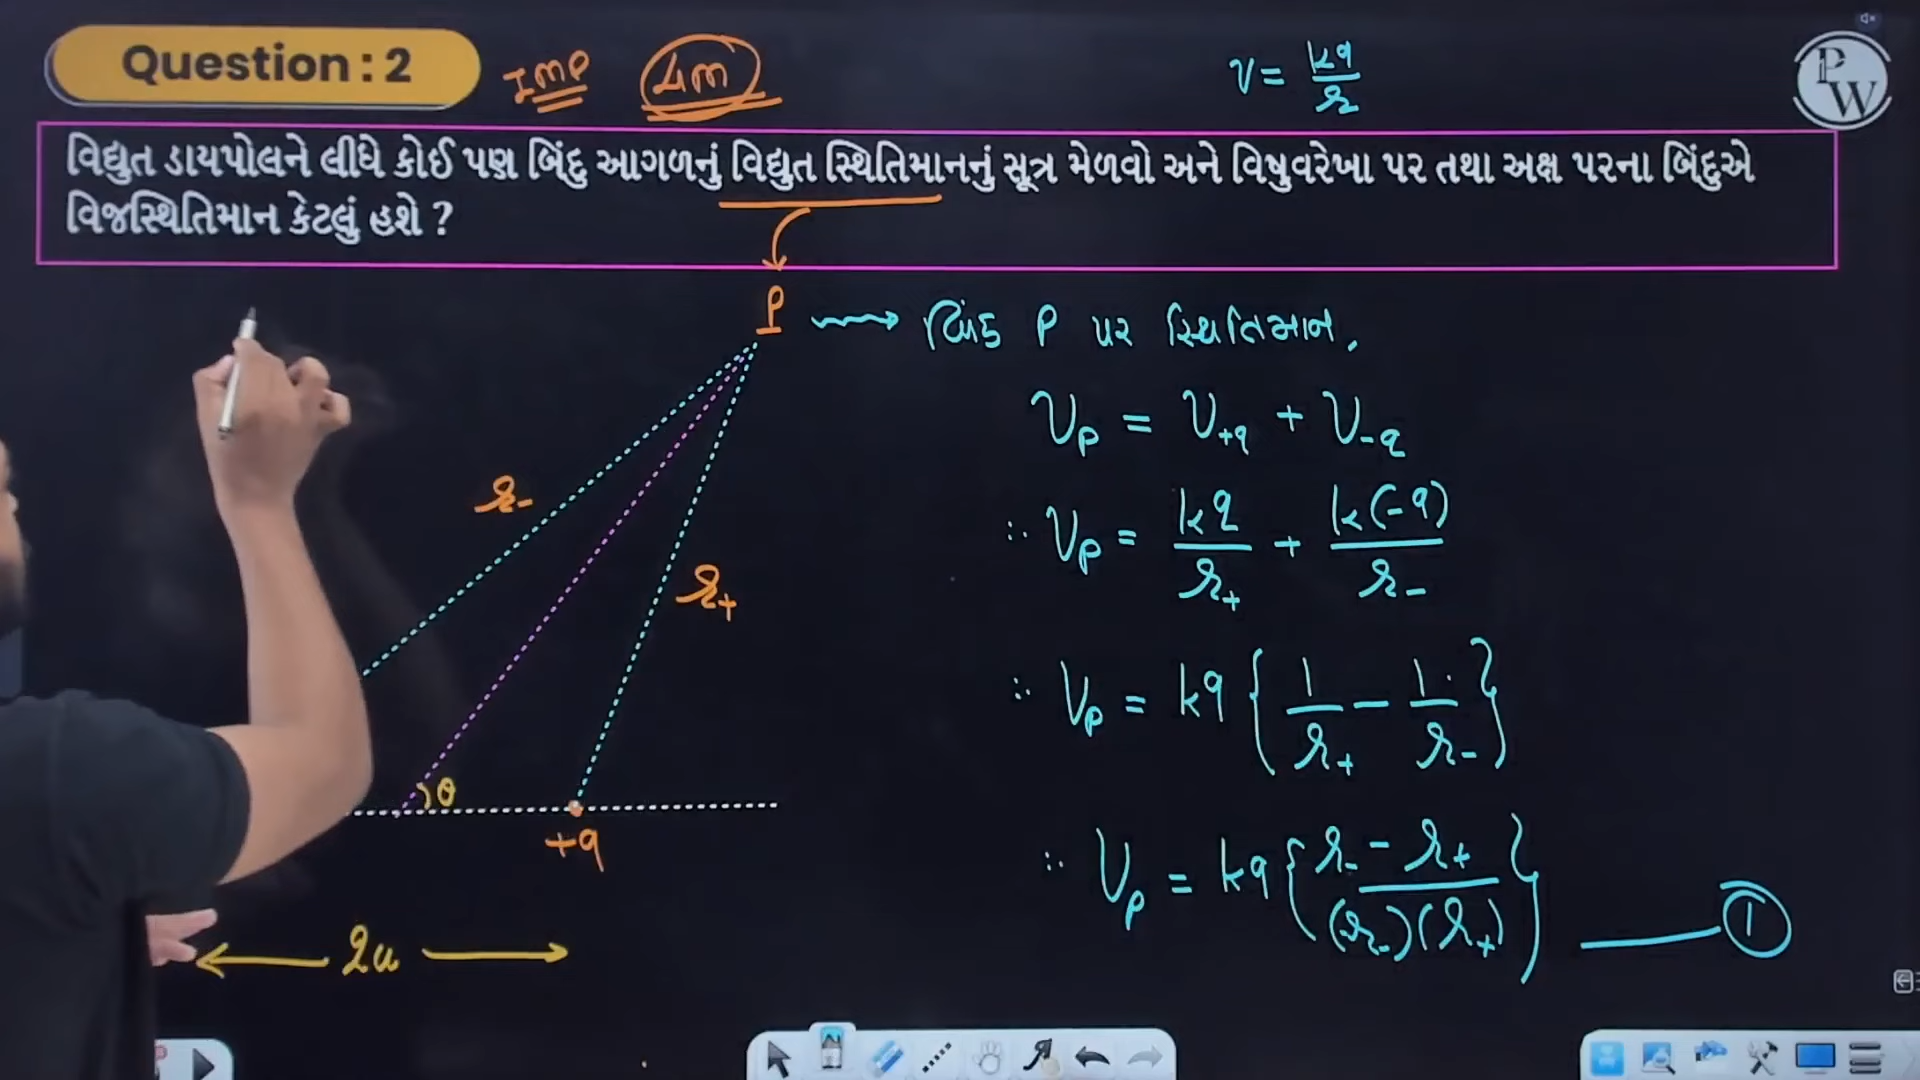 Question : 2
IMP
4m
v = kq/r
PW
વિદ્યુત ડાયપોલને લીધે કોઈ પણ બિંદુ આગળનું વિદ્યુત સ્થિતિમાનનું સૂત્ર મેળવો અને વિષુવરેખા પર તથા અક્ષ પરના બિંદુએ
વિજસ્થિતિમાન કેટલું હશે ?
P
બિંદુ P પર સ્થિતિમાન.
Vp = V+q + V-q
r-
∴ Vp = kq/r+ + k(-q)/r-
r+
∴ Vp = kq { 1/r+ - 1/r- }
θ
+q
∴ Vp = kq { r- - r+ / (r-)(r+) } ①
2a